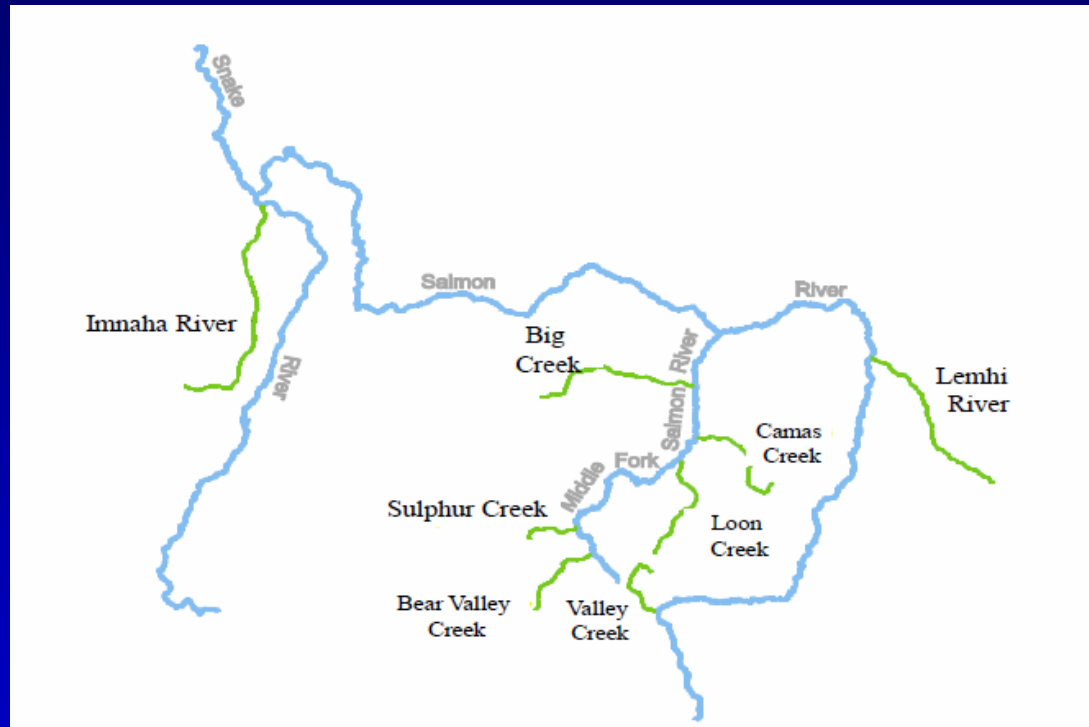 Snake
Salmon
River
Imnaha River
Big
Creek
River
Lemhi
River
River
Salmon
Camas
Creek
Middle Fork
Sulphur Creek
Loon
Creek
Bear Valley
Creek
Valley
Creek